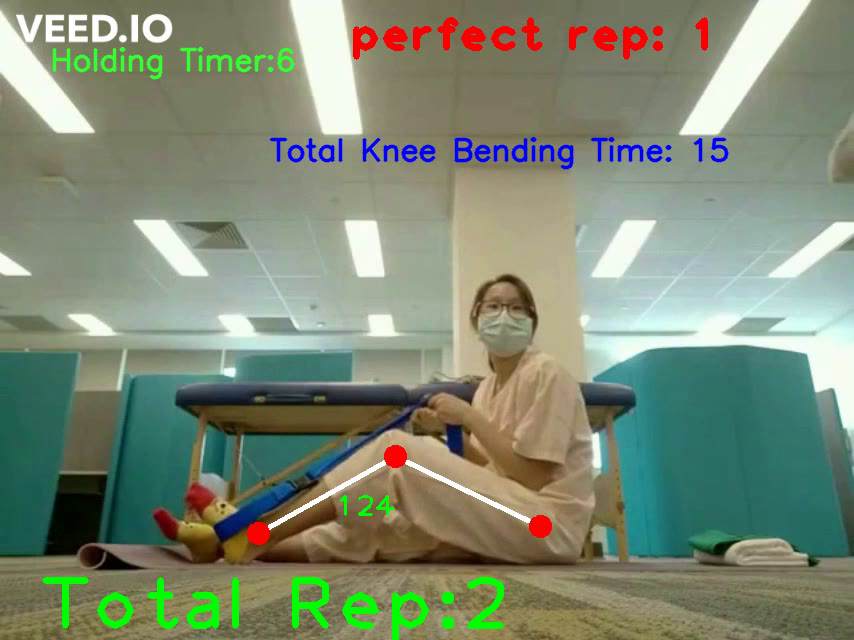 VEED.IO
perfect rep: 1
Holding Timer:6
Total Knee Bending Time: 15
124
Total Rep:2